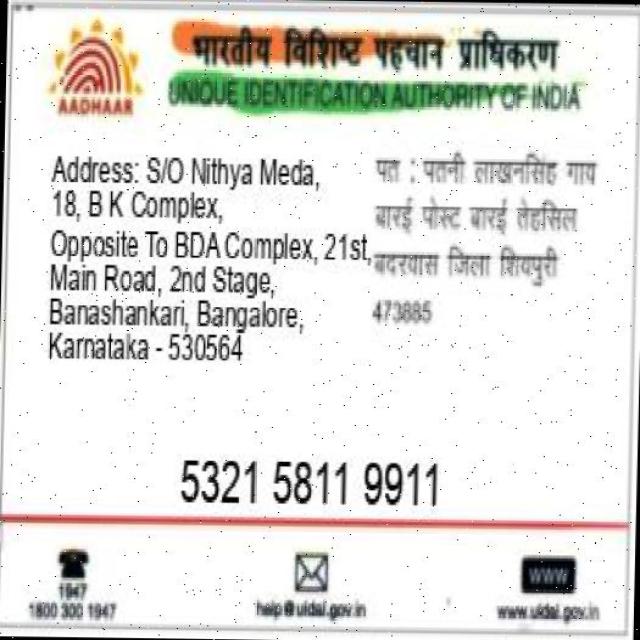 भारतीय विशिष्ट पहचान प्राधिकरण
UNIQUE IDENTIFICATION AUTHORITY OF INDIA
AADHAAR
Address: S/O Nithya Meda,
18, B K Complex,
Opposite To BDA Complex, 21st,
Main Road, 2nd Stage,
Banashankari, Bangalore,
Karnataka - 530564
पत : पतनी लाखनसिंह गाय
बारई पोस्ट बारई तेहसिल
बदरवास जिला शिवपुरी
473885
5321 5811 9911
1947
1800 300 1947
help@uidai.gov.in
WWW
www.uidai.gov.in